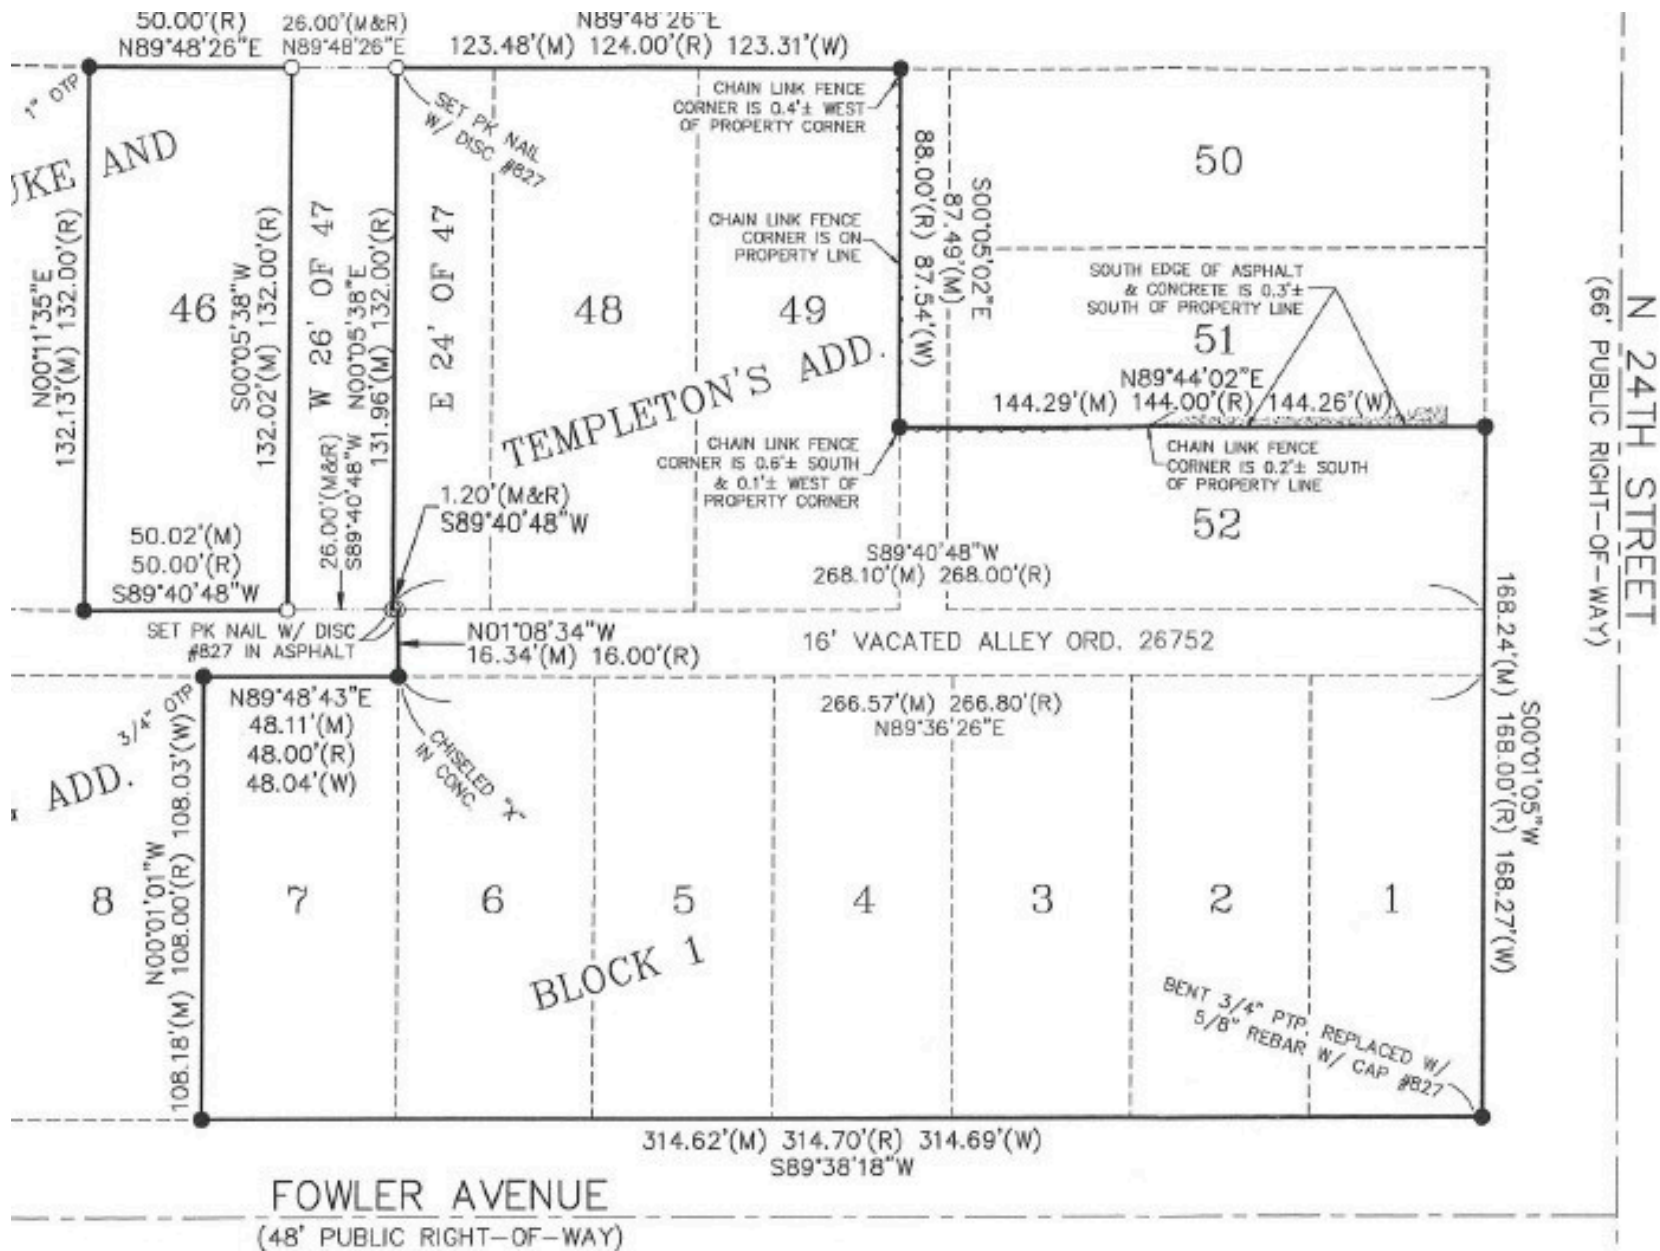 50.00'(R)
N89°48'26"E
26.00'(M&R)
N89°48'26"E
N89°48'26"E
123.48'(M) 124.00'(R) 123.31'(W)
1" OTP
UKE AND
SET PK NAIL
W/ DISC #827
CHAIN LINK FENCE
CORNER IS 0.4'± WEST
OF PROPERTY CORNER
50
N00°11'35"E
132.13'(M) 132.00'(R)
46
S00°05'38"W
132.02'(M) 132.00'(R)
W 26' OF 47
N00°05'38"E
131.96'(M) 132.00'(R)
E 24' OF 47
48
49
CHAIN LINK FENCE
CORNER IS ON
PROPERTY LINE
88.00'(R) 87.54'(W)
87.49'(M)
S00°05'02"E
SOUTH EDGE OF ASPHALT
& CONCRETE IS 0.3'±
SOUTH OF PROPERTY LINE
51
N89°44'02"E
144.29'(M) 144.00'(R) 144.26'(W)
N 24TH STREET
(66' PUBLIC RIGHT-OF-WAY)
TEMPLETON'S ADD.
CHAIN LINK FENCE
CORNER IS 0.6'± SOUTH
& 0.1'± WEST OF
PROPERTY CORNER
CHAIN LINK FENCE
CORNER IS 0.2'± SOUTH
OF PROPERTY LINE
52
26.00'(M&R)
S89°40'48"W
1.20'(M&R)
S89°40'48"W
50.02'(M)
50.00'(R)
S89°40'48"W
S89°40'48"W
268.10'(M) 268.00'(R)
SET PK NAIL W/ DISC
#827 IN ASPHALT
N01°08'34"W
16.34'(M) 16.00'(R)
16' VACATED ALLEY ORD. 26752
168.24'(M) 168.00'(R) 168.27'(W)
S00°01'05"W
3/4" OTP
N89°48'43"E
48.11'(M)
48.00'(R)
48.04'(W)
CHISELED "X"
IN CONC.
266.57'(M) 266.80'(R)
N89°36'26"E
ADD.
N00°01'01"W
108.18'(M) 108.00'(R) 108.03'(W)
8
7
6
5
4
3
2
1
BLOCK 1
BENT 3/4" PTP, REPLACED W/
5/8" REBAR W/ CAP #827
314.62'(M) 314.70'(R) 314.69'(W)
S89°38'18"W
FOWLER AVENUE
(48' PUBLIC RIGHT-OF-WAY)